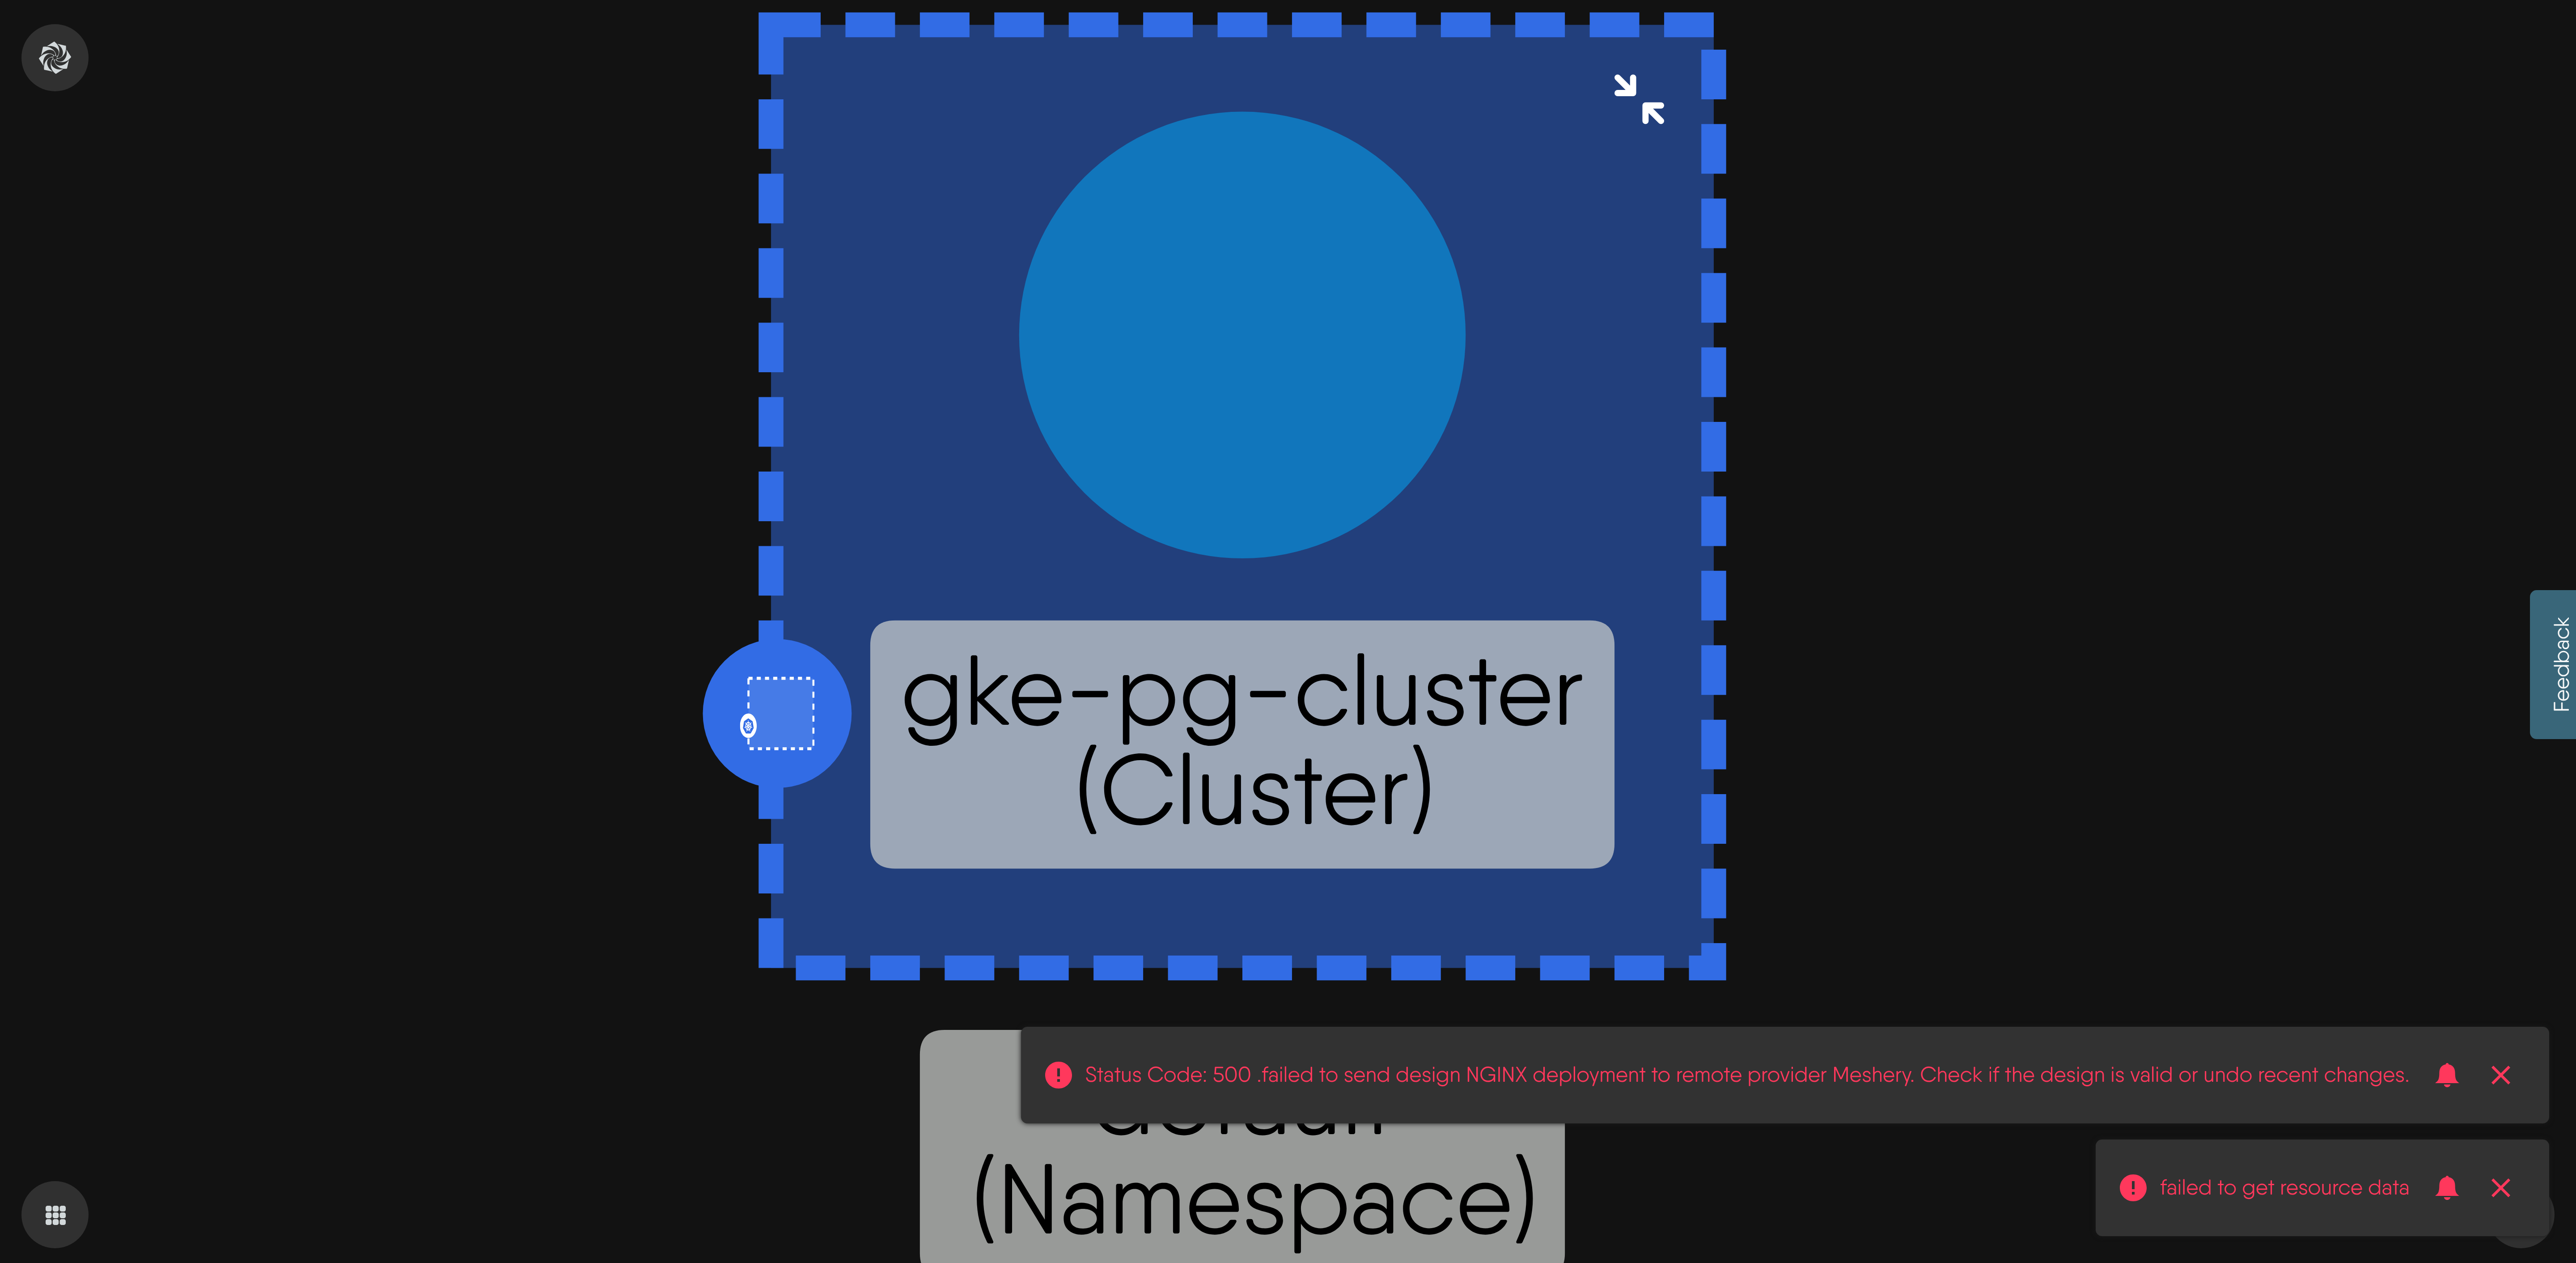 gke-pg-cluster
(Cluster)
Feedback
Status Code: 500 .failed to send design NGINX deployment to remote provider Meshery. Check if the design is valid or undo recent changes.
(Namespace)
failed to get resource data